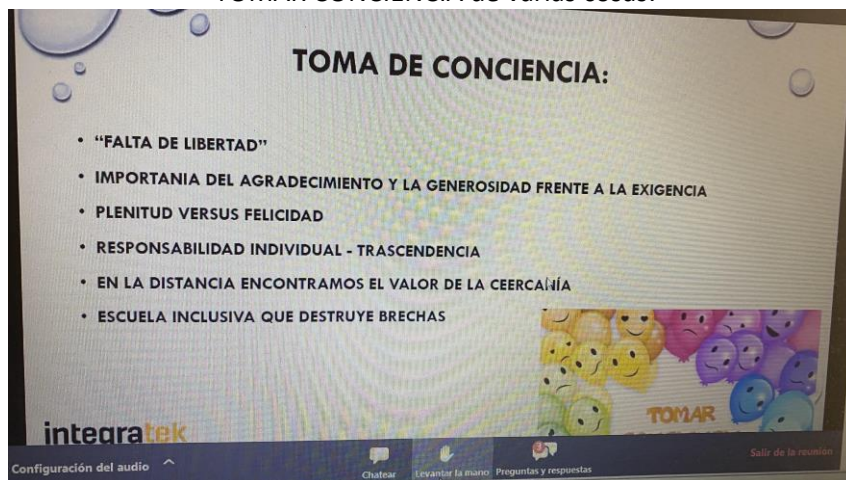 TOMA DE CONCIENCIA:
• "FALTA DE LIBERTAD"
• IMPORTANIA DEL AGRADECIMIENTO Y LA GENEROSIDAD FRENTE A LA EXIGENCIA
• PLENITUD VERSUS FELICIDAD
• RESPONSABILIDAD INDIVIDUAL - TRASCENDENCIA
• EN LA DISTANCIA ENCONTRAMOS EL VALOR DE LA CEERCANÍA
• ESCUELA INCLUSIVA QUE DESTRUYE BRECHAS
TOMAR
integratek
Configuración del audio
Chatear
Levantar la mano
Preguntas y respuestas
Salir de la reunión